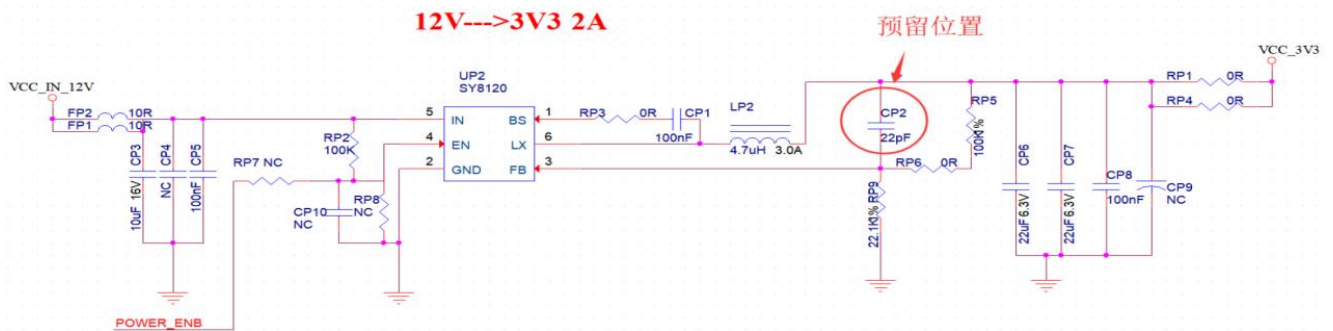 12V--->3V3 2A
预留位置
VCC_IN_12V
VCC_3V3
UP2
SY8120
FP2 10R
FP1 10R
CP3
10uF 16V
CP4
NC
CP5
100nF
RP7 NC
RP2
100K
CP10
NC
RP8
NC
5 IN
4 EN
2 GND
BS 1
LX 6
FB 3
RP3 0R
CP1
100nF
LP2
4.7uH 3.0A
CP2
22pF
RP5
100K1%
RP6 0R
RP9
22.1K1%
CP6
22uF 6.3V
CP7
22uF 6.3V
CP8
100nF
CP9
NC
RP1 0R
RP4 0R
POWER_ENB